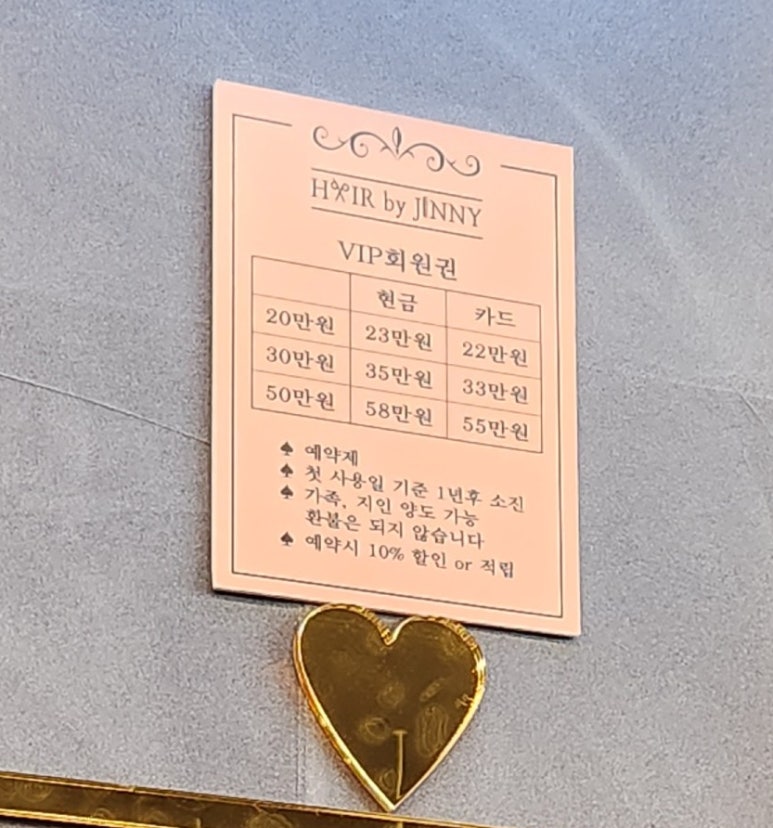 HAIR by JINNY
VIP회원권
현금 카드
20만원 23만원 22만원
30만원 35만원 33만원
50만원 58만원 55만원
♠ 예약제
♠ 첫 사용일 기준 1년후 소진
♠ 가족, 지인 양도 가능
환불은 되지 않습니다
♠ 예약시 10% 할인 or 적립